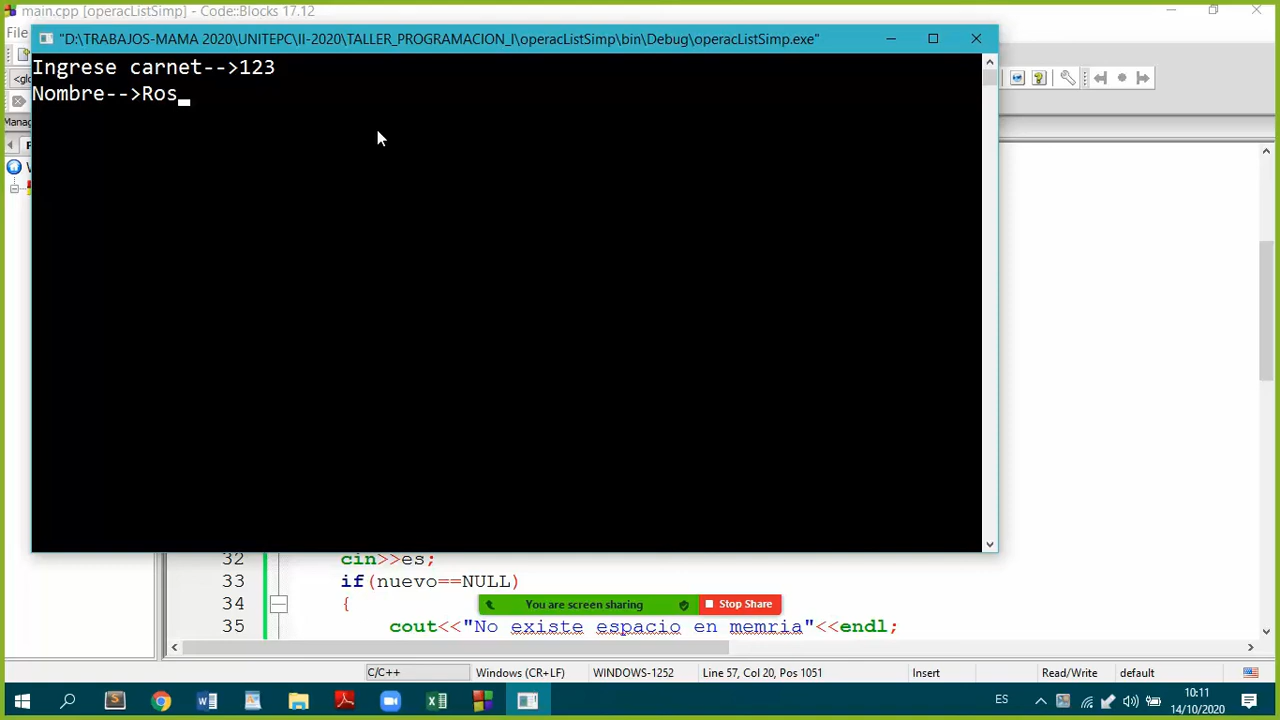 main.cpp [operacListSimp] - Code::Blocks 17.12
File
"D:\TRABAJOS-MAMA 2020\UNITEPC\II-2020\TALLER_PROGRAMACION_I\operacListSimp\bin\Debug\operacListSimp.exe"
Ingrese carnet-->123
Nombre-->Ros
<glo
Manag
32 cin>>es;
33 if(nuevo==NULL)
34 {
You are screen sharing Stop Share
35 cout<<"No existe espacio en memria"<<endl;
C/C++ Windows (CR+LF) WINDOWS-1252 Line 57, Col 20, Pos 1051 Insert Read/Write default
ES 10:11
14/10/2020